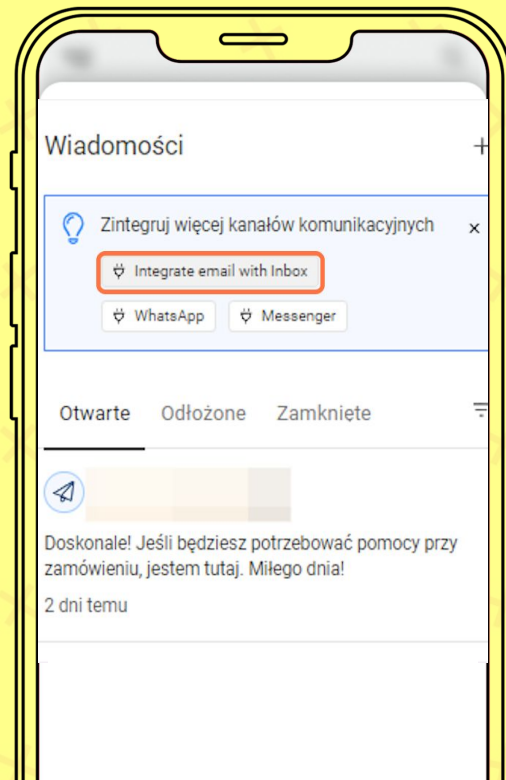 Wiadomości
Zintegruj więcej kanałów komunikacyjnych
Integrate email with Inbox
WhatsApp Messenger
Otwarte Odłożone Zamknięte
Doskonale! Jeśli będziesz potrzebować pomocy przy
zamówieniu, jestem tutaj. Miłego dnia!
2 dni temu